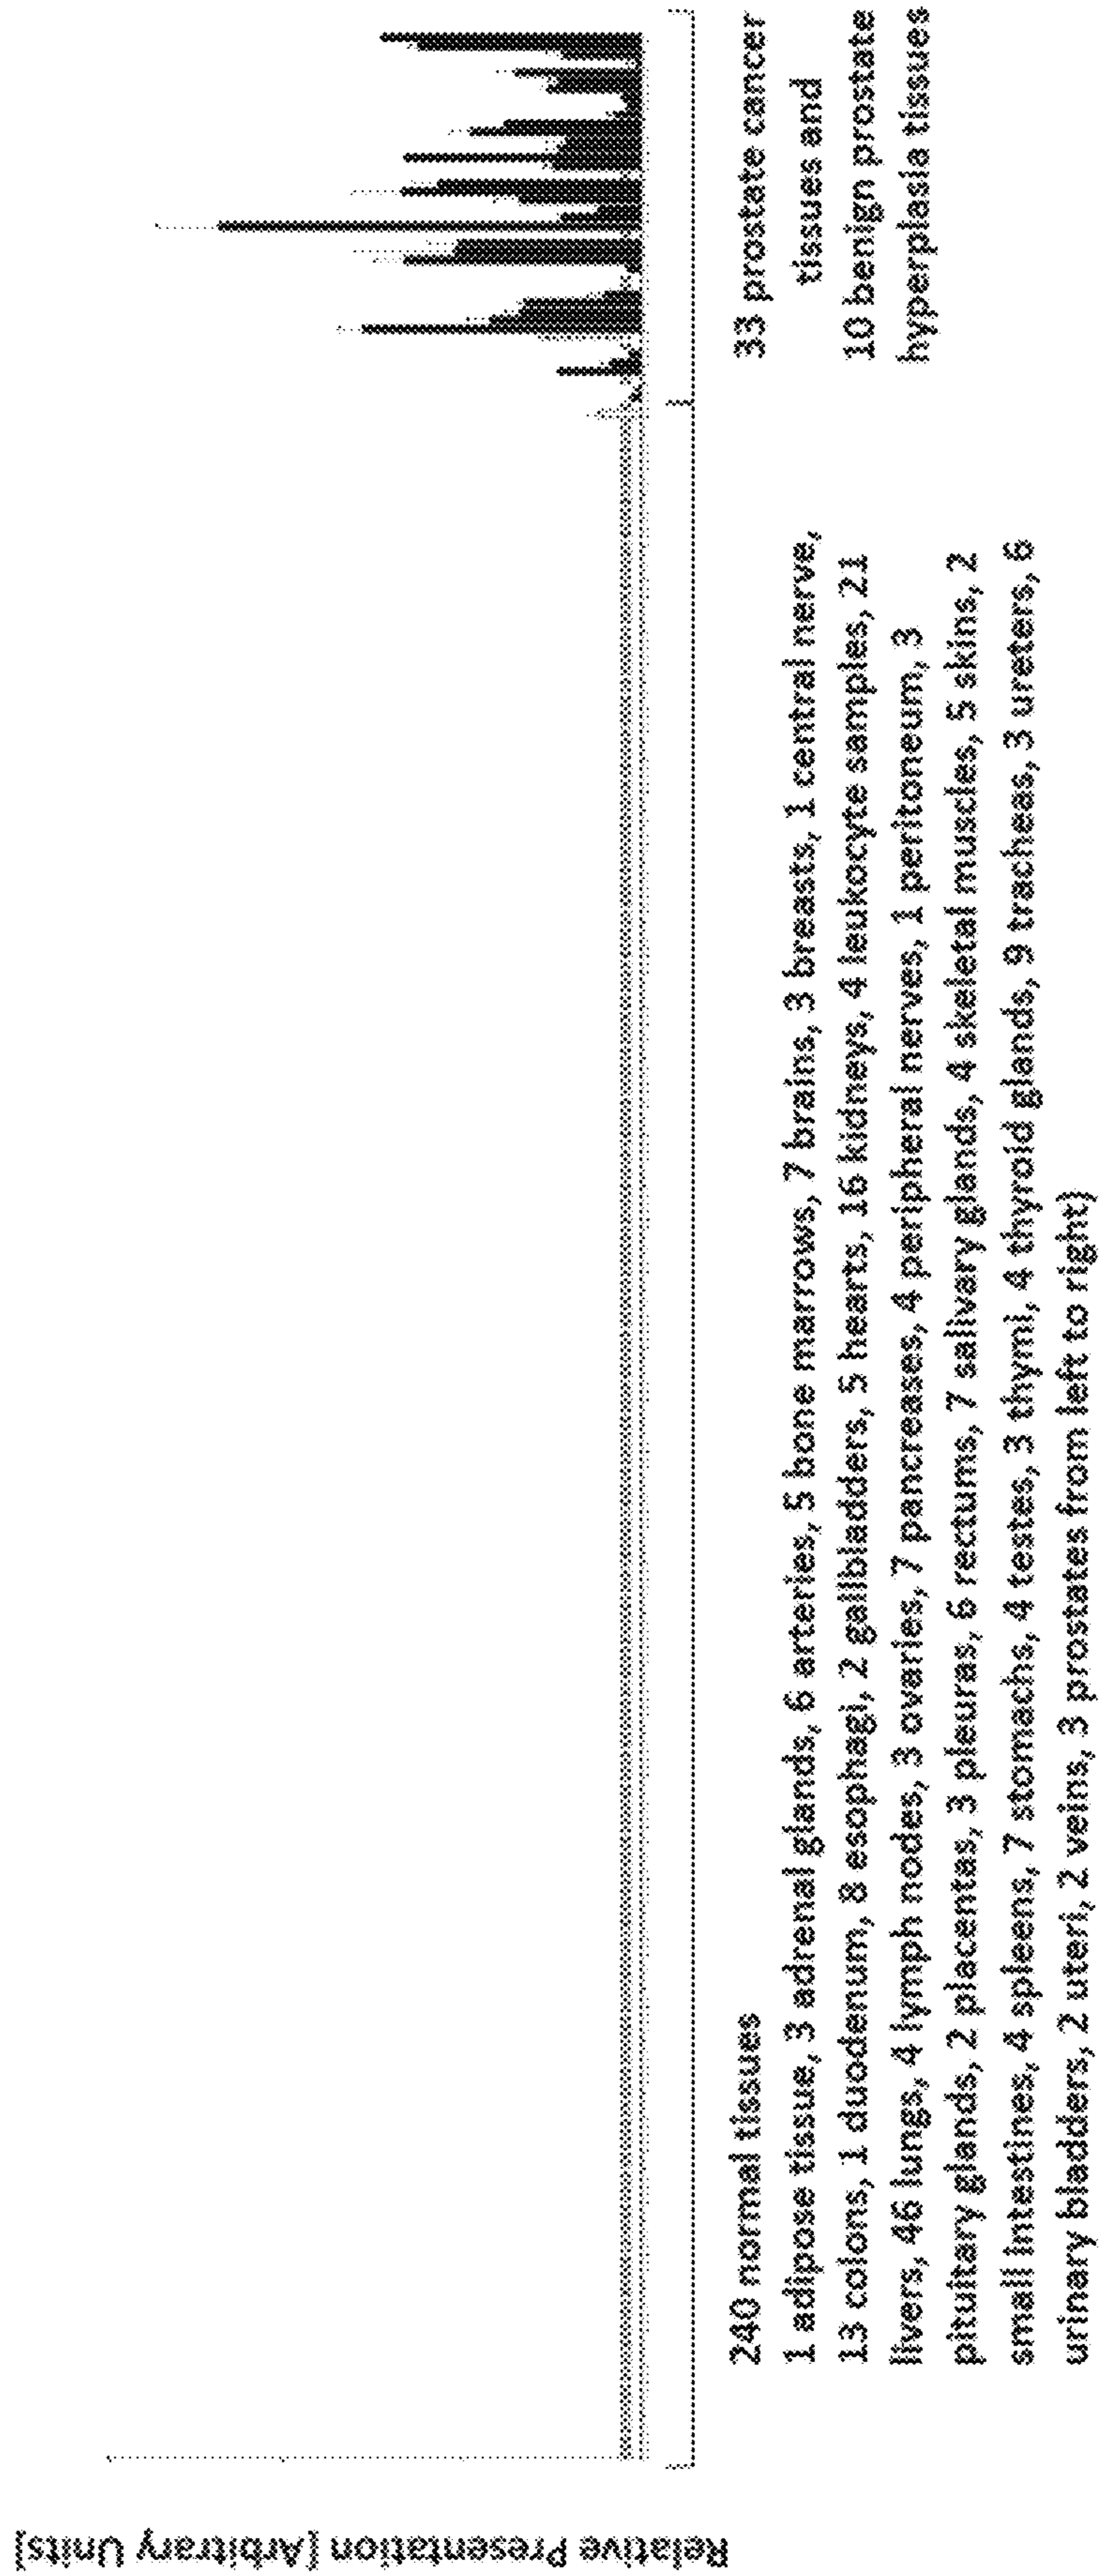 Relative Presentation [Arbitrary Units]
240 normal tissues
1 adipose tissue, 3 adrenal glands, 6 arteries, 5 bone marrows, 7 brains, 3 breasts, 1 central nerve,
13 colons, 1 duodenum, 8 esophagi, 2 gallbladders, 5 hearts, 16 kidneys, 4 leukocyte samples, 21
livers, 46 lungs, 4 lymph nodes, 3 ovaries, 7 pancreases, 4 peripheral nerves, 1 peritoneum, 3
pituitary glands, 2 placentas, 3 pleuras, 6 rectums, 7 salivary glands, 4 skeletal muscles, 5 skins, 2
small intestines, 4 spleens, 7 stomachs, 4 testes, 3 thymi, 4 thyroid glands, 9 tracheas, 3 ureters, 6
urinary bladders, 2 uteri, 2 veins, 3 prostates from left to right)
33 prostate cancer
tissues and
10 benign prostate
hyperplasia tissues